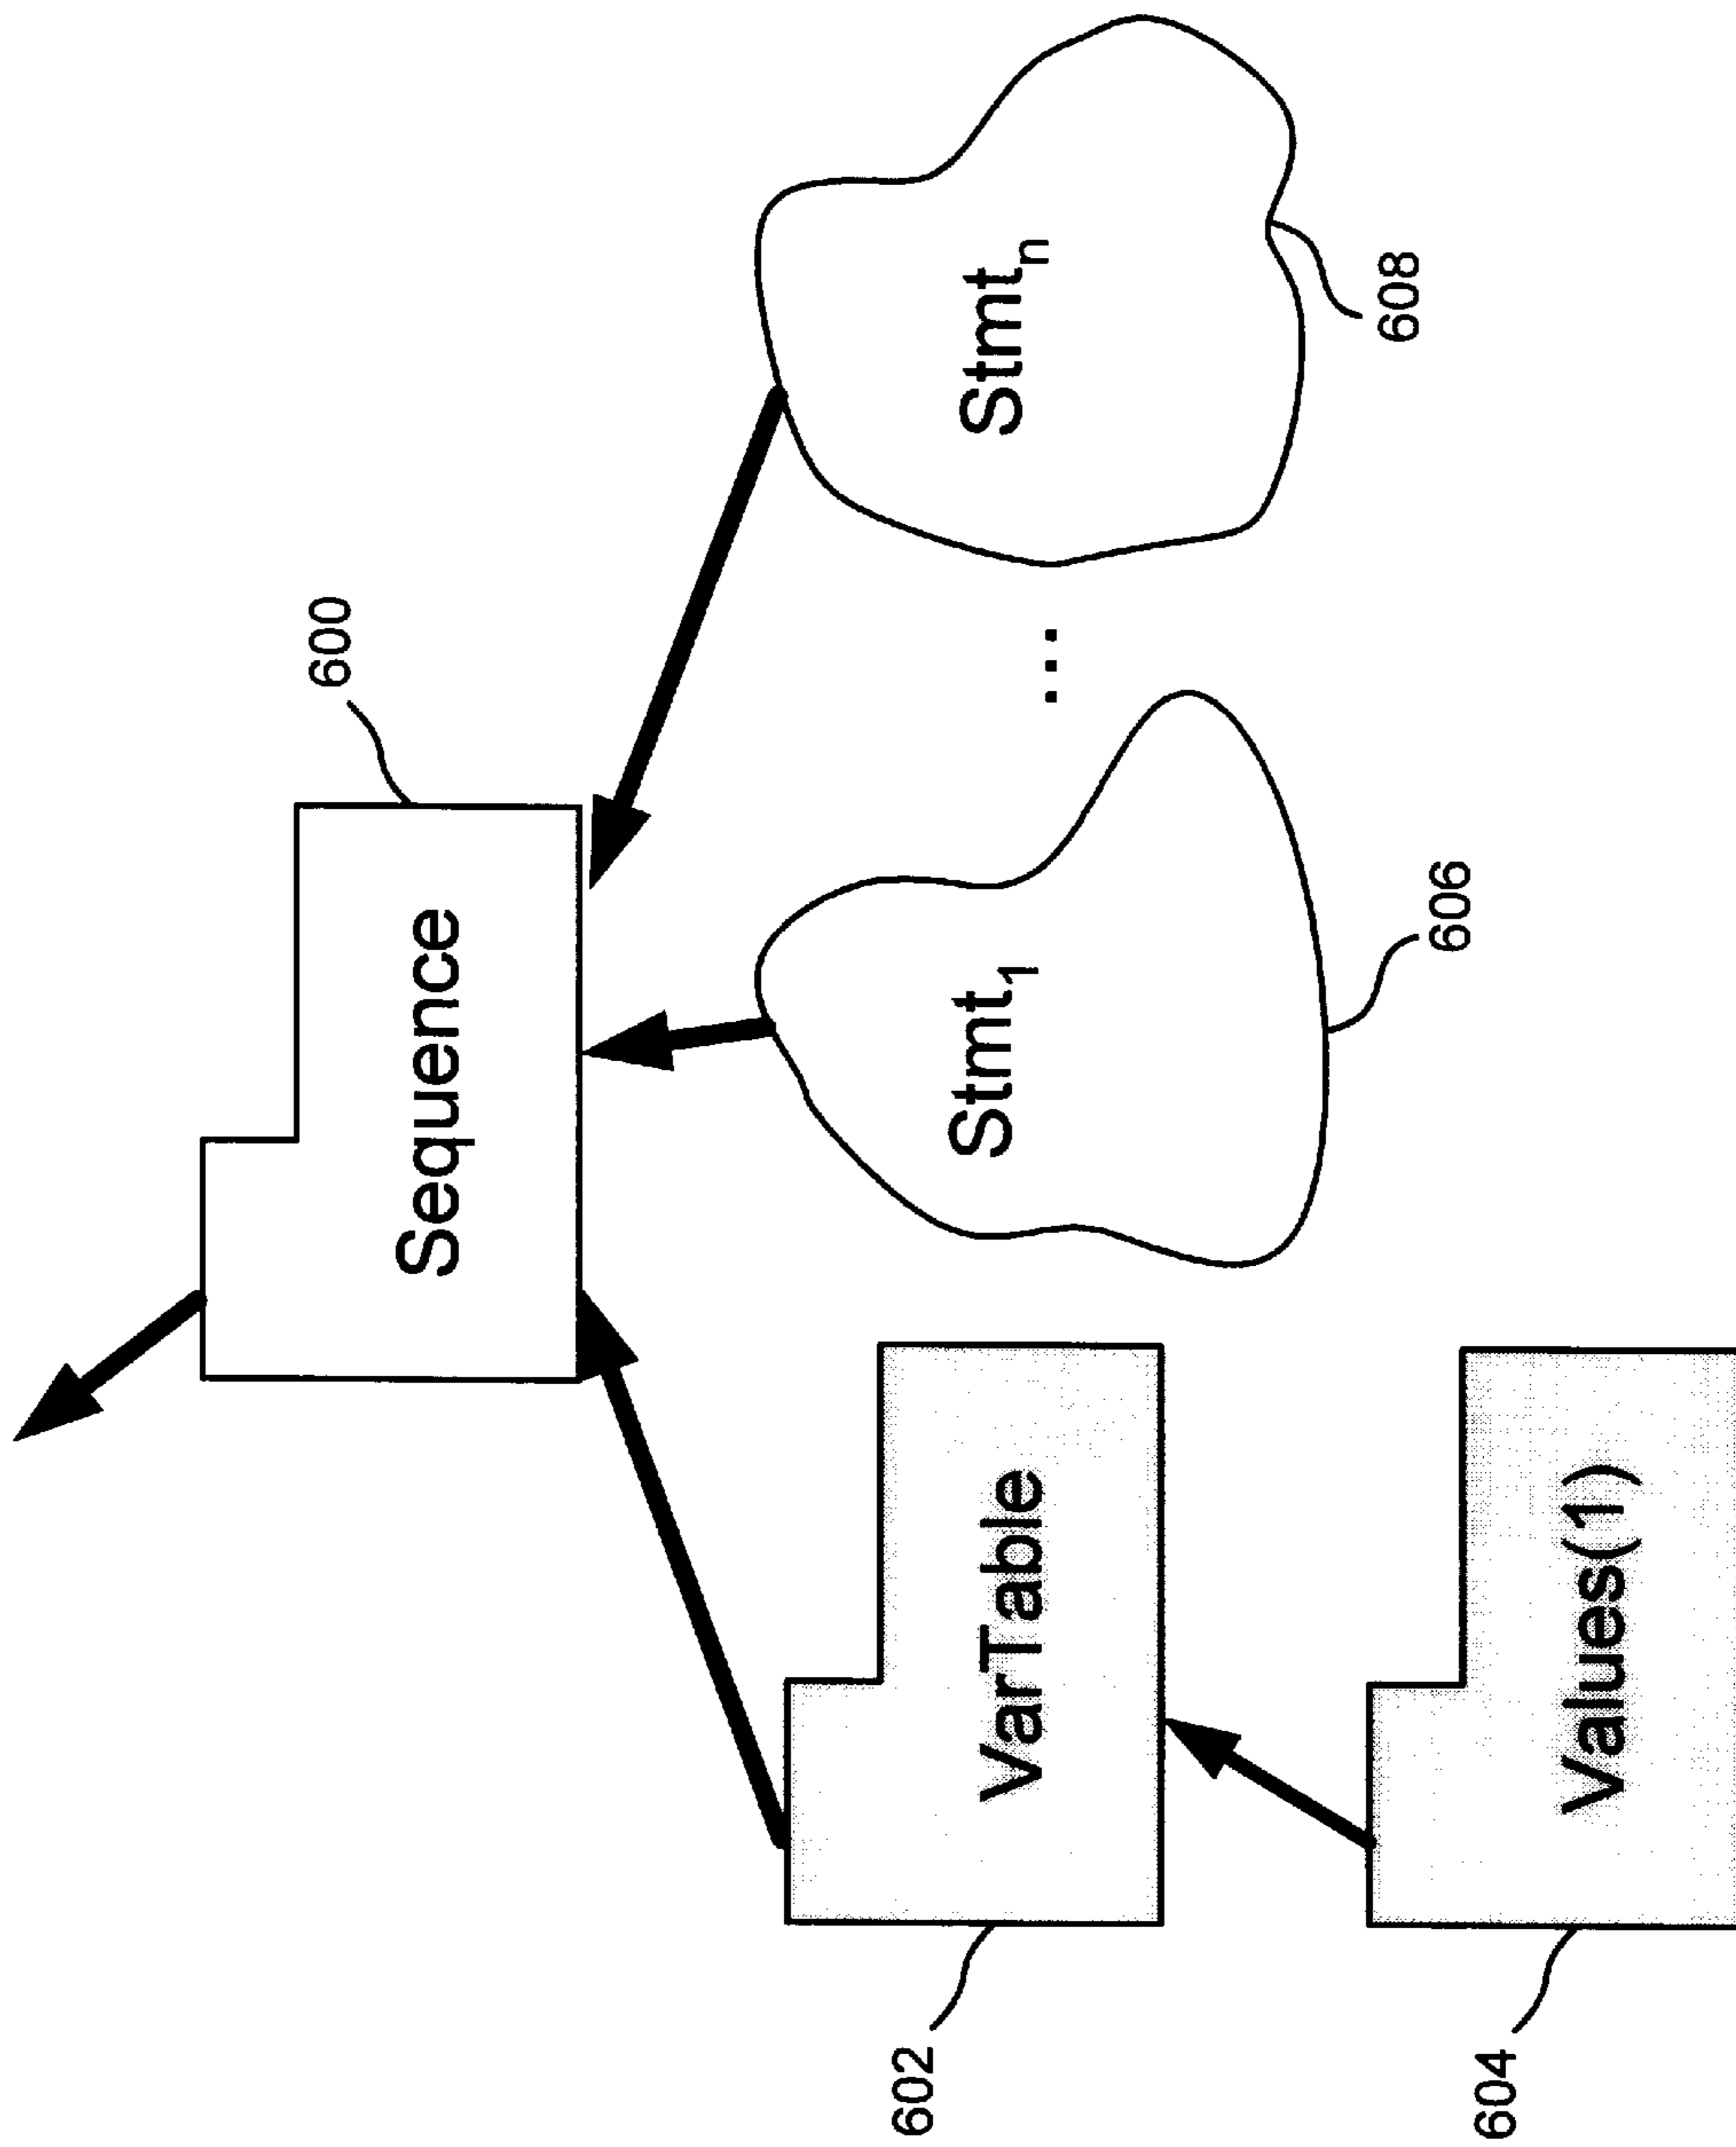 600
Sequence
602
VarTable
Stmt₁
606
...
Stmtₙ
608
604
Values(1)